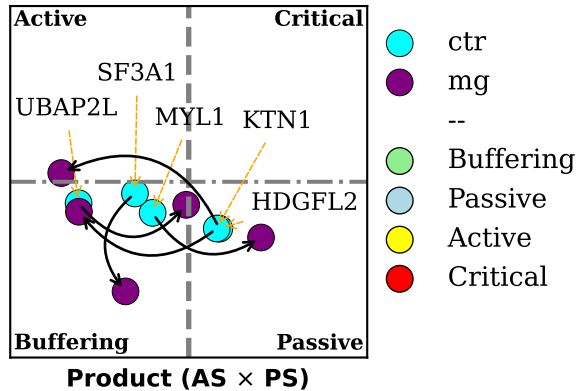 Active Critical
SF3A1
UBAP2L MYL1 KTN1
HDGFL2
Buffering Passive
Product (AS × PS)
ctr
mg
--
Buffering
Passive
Active
Critical